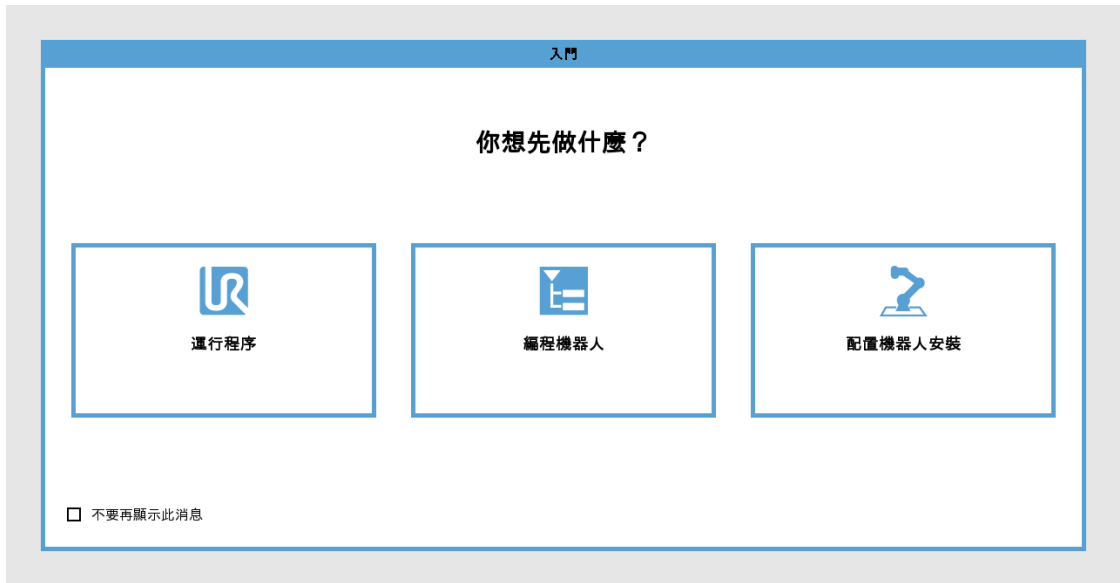 入門
你想先做什麼？
運行程序
編程機器人
配置機器人安裝
不要再顯示此消息